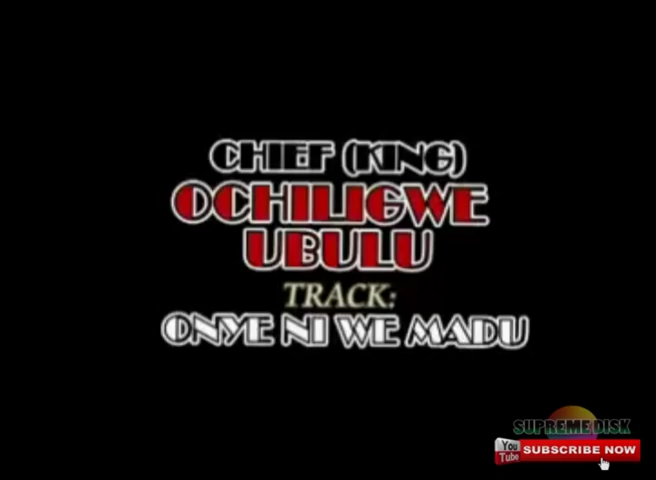 CHIEF (KING)
OCHILIGWE
UBULU
TRACK:
ONYE NI WE MADU
SUPREME DISK
You Tube SUBSCRIBE NOW